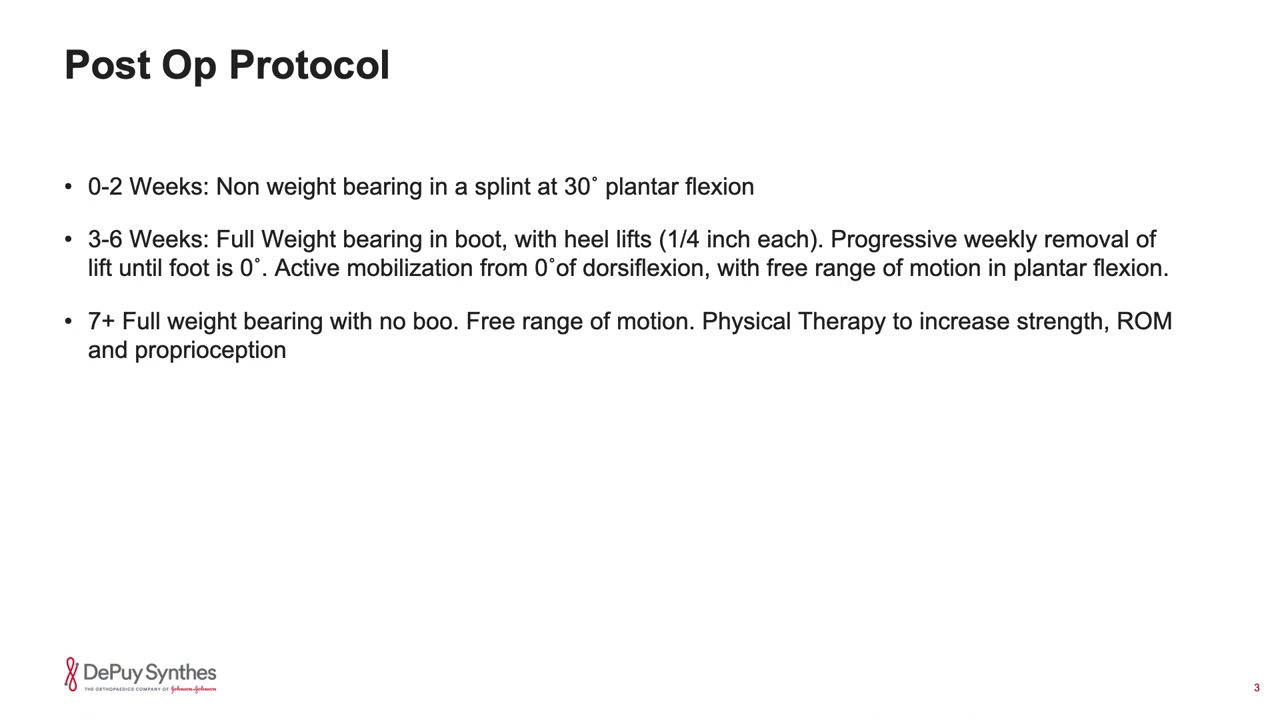 Post Op Protocol
• 0-2 Weeks: Non weight bearing in a splint at 30˚ plantar flexion
• 3-6 Weeks: Full Weight bearing in boot, with heel lifts (1/4 inch each). Progressive weekly removal of
lift until foot is 0˚. Active mobilization from 0˚of dorsiflexion, with free range of motion in plantar flexion.
• 7+ Full weight bearing with no boo. Free range of motion. Physical Therapy to increase strength, ROM
and proprioception
DePuy Synthes
THE ORTHOPAEDICS COMPANY OF Johnson & Johnson
3